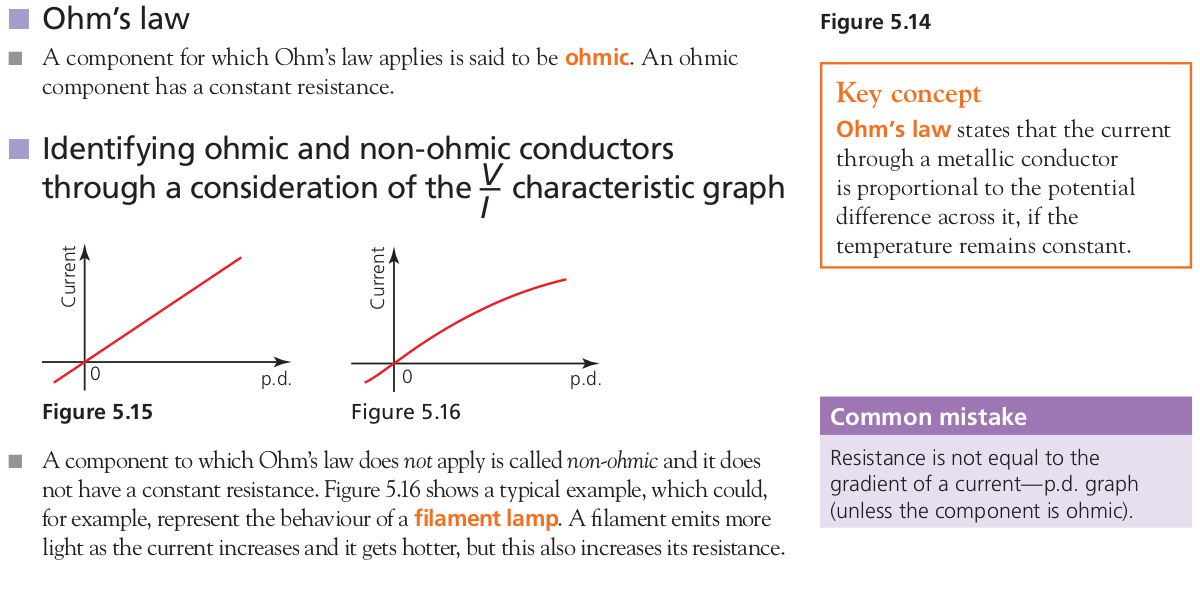 Ohm's law
A component for which Ohm's law applies is said to be ohmic. An ohmic
component has a constant resistance.
Identifying ohmic and non-ohmic conductors
through a consideration of the V/I characteristic graph
Current
0
p.d.
Figure 5.15
Current
0
p.d.
Figure 5.16
A component to which Ohm's law does not apply is called non-ohmic and it does
not have a constant resistance. Figure 5.16 shows a typical example, which could,
for example, represent the behaviour of a filament lamp. A filament emits more
light as the current increases and it gets hotter, but this also increases its resistance.
Figure 5.14
Key concept
Ohm's law states that the current
through a metallic conductor
is proportional to the potential
difference across it, if the
temperature remains constant.
Common mistake
Resistance is not equal to the
gradient of a current—p.d. graph
(unless the component is ohmic).